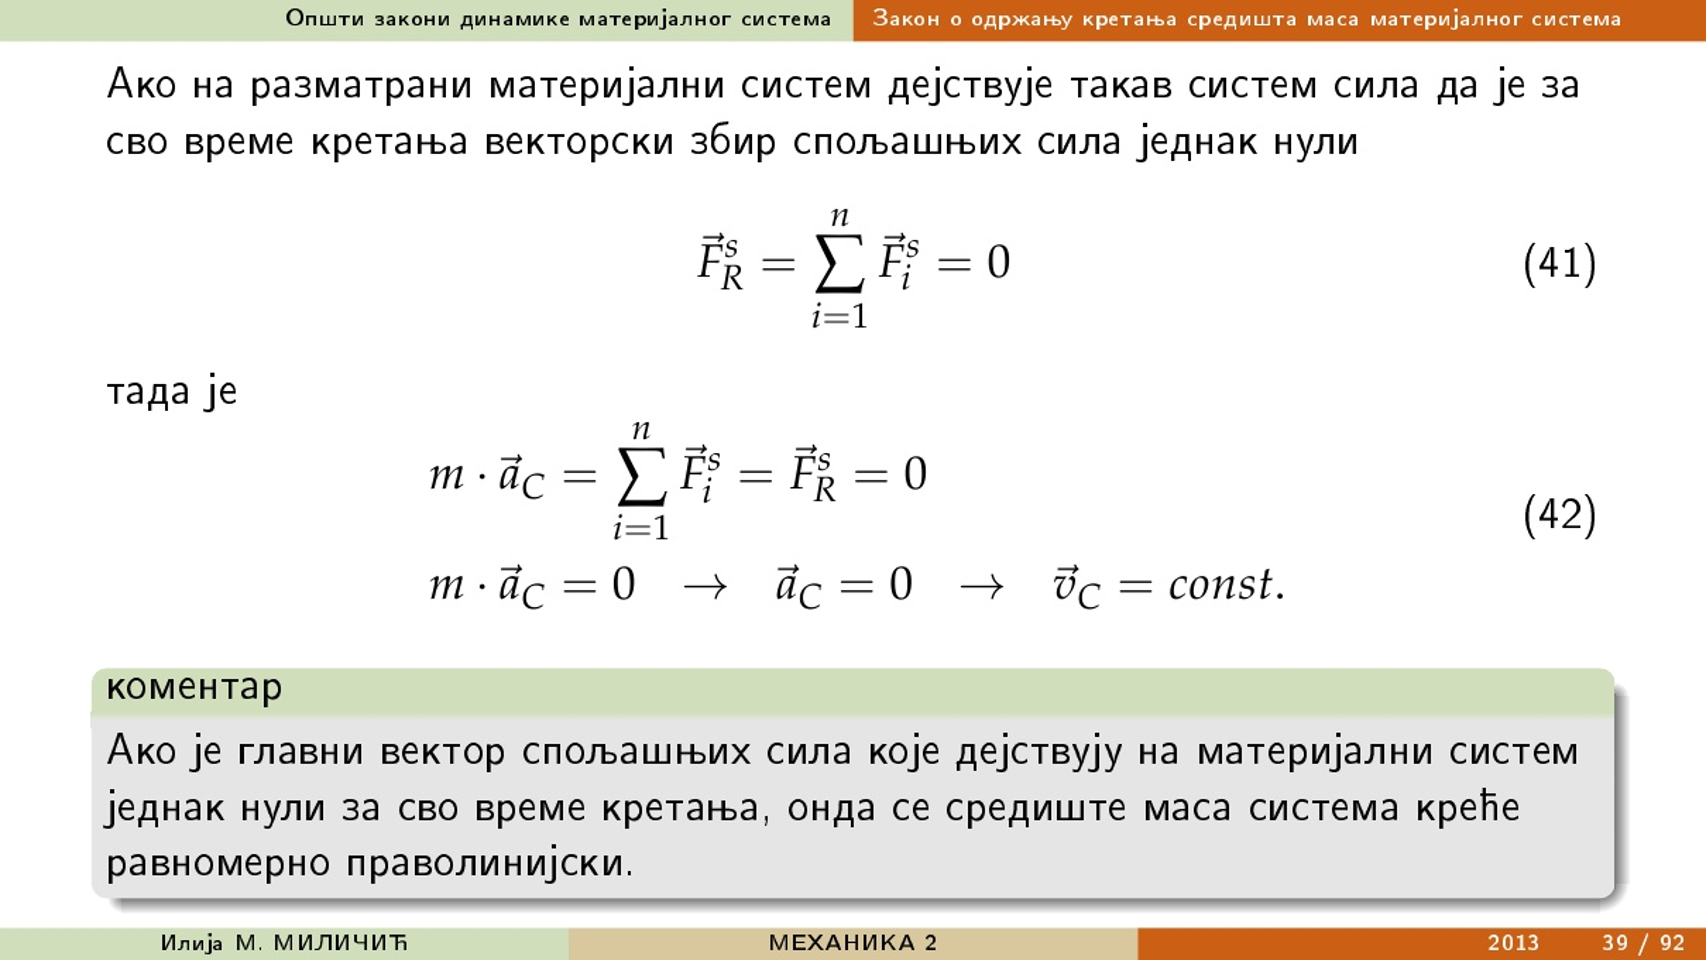 Општи закони динамике материјалног система
Закон о одржању кретања средишта маса материјалног система
Ако на разматрани материјални систем дејствује такав систем сила да је за
сво време кретања векторски збир спољашњих сила једнак нули
$\vec{F}_R^s = \sum_{i=1}^{n} \vec{F}_i^s = 0$ (41)
тада је
$m \cdot \vec{a}_C = \sum_{i=1}^{n} \vec{F}_i^s = \vec{F}_R^s = 0$
(42)
$m \cdot \vec{a}_C = 0 \rightarrow \vec{a}_C = 0 \rightarrow \vec{v}_C = const.$
коментар
Ако је главни вектор спољашњих сила које дејствују на материјални систем
једнак нули за сво време кретања, онда се средиште маса система креће
равномерно праволинијски.
Илија М. МИЛИЧИЋ
МЕХАНИКА 2
2013 39 / 92